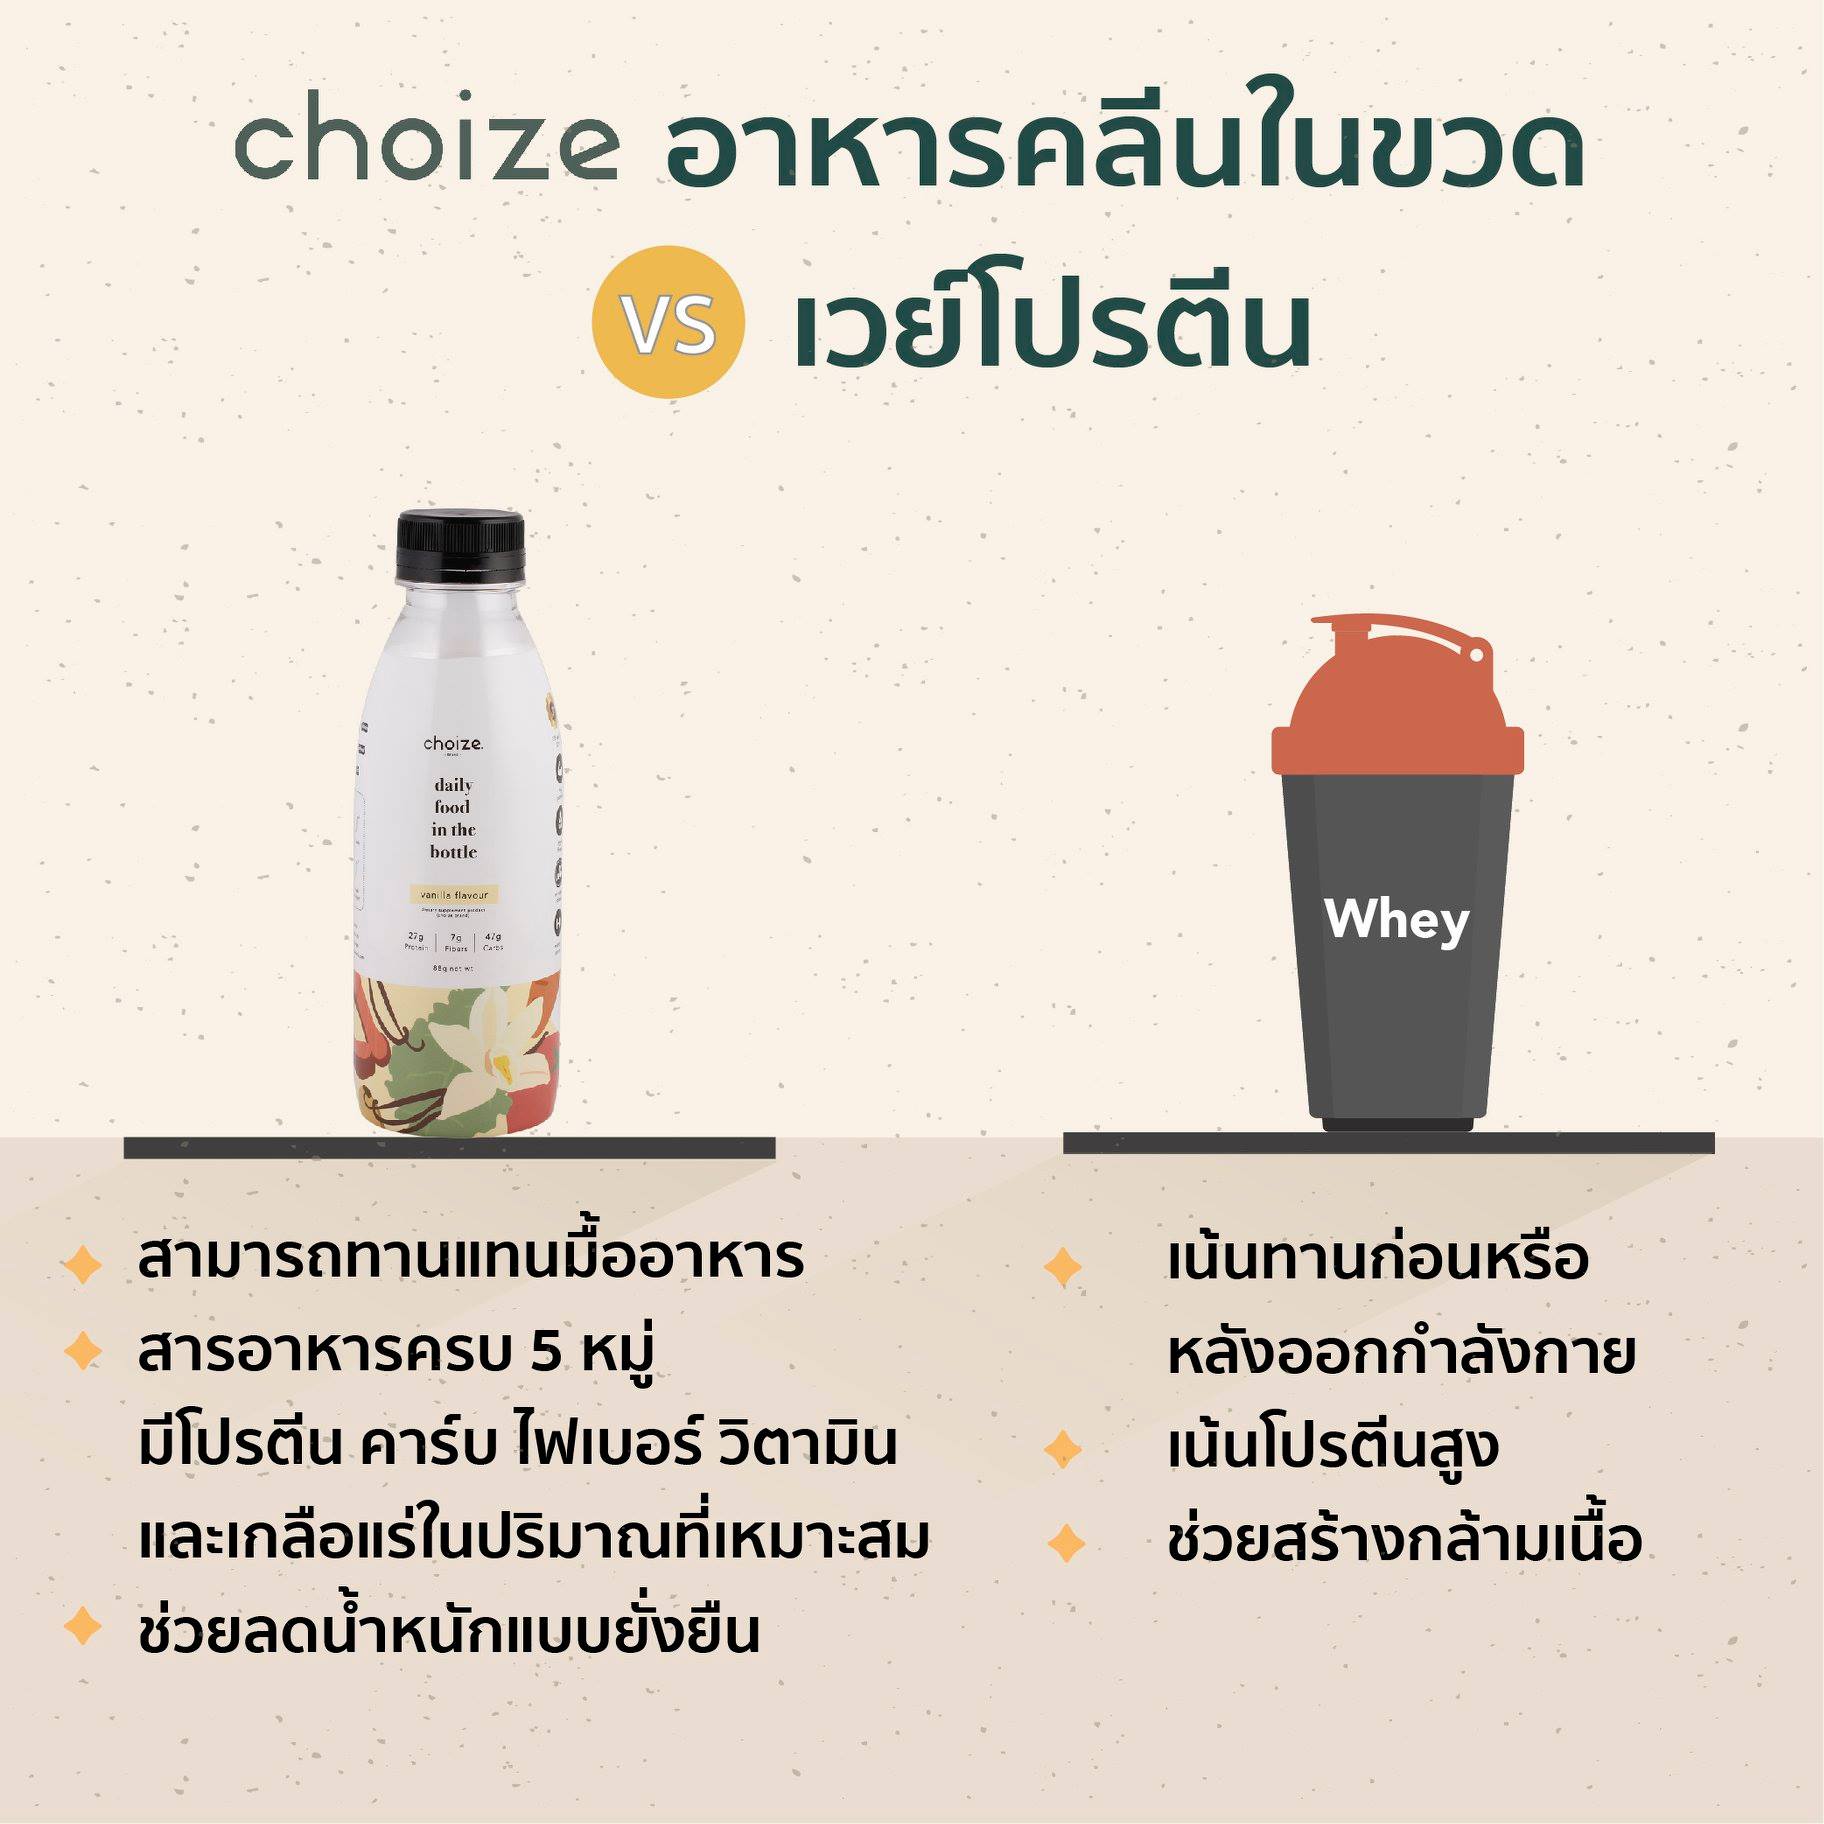 choize อาหารคลีนในขวด
VS เวย์โปรตีน
choize.
daily
food
in the
bottle
vanilla flavour
Dietary supplement product
27g 7g 47g
Protein Fibers Carbs
88g net wt
Whey
สามารถทานแทนมื้ออาหาร
สารอาหารครบ 5 หมู่
มีโปรตีน คาร์บ ไฟเบอร์ วิตามิน
และเกลือแร่ในปริมาณที่เหมาะสม
ช่วยลดน้ำหนักแบบยั่งยืน
เน้นทานก่อนหรือ
หลังออกกำลังกาย
เน้นโปรตีนสูง
ช่วยสร้างกล้ามเนื้อ